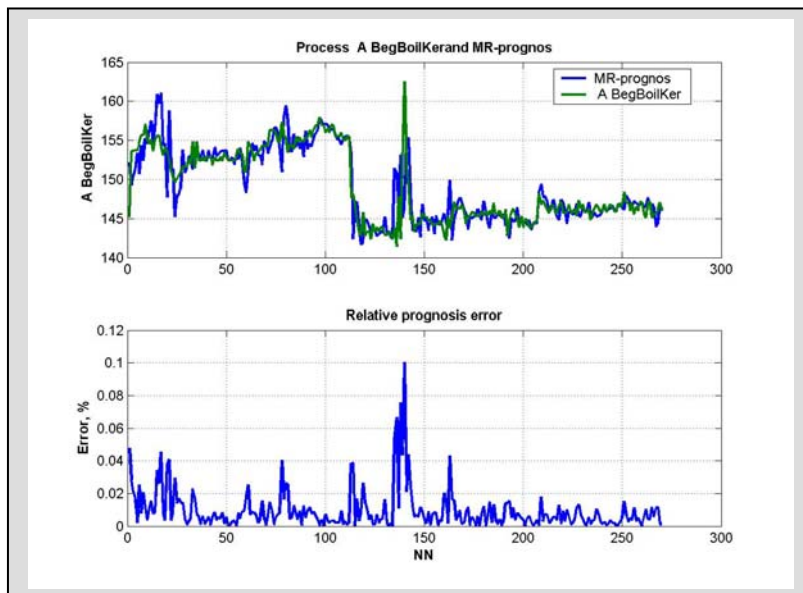 Process A BegBoilKerand MR-prognos
165
160
155
150
145
140
A BegBoilKer
MR-prognos
A BegBoilKer
0 50 100 150 200 250 300
Relative prognosis error
0.12
0.1
0.08
0.06
0.04
0.02
0
Error, %
0 50 100 150 200 250 300
NN